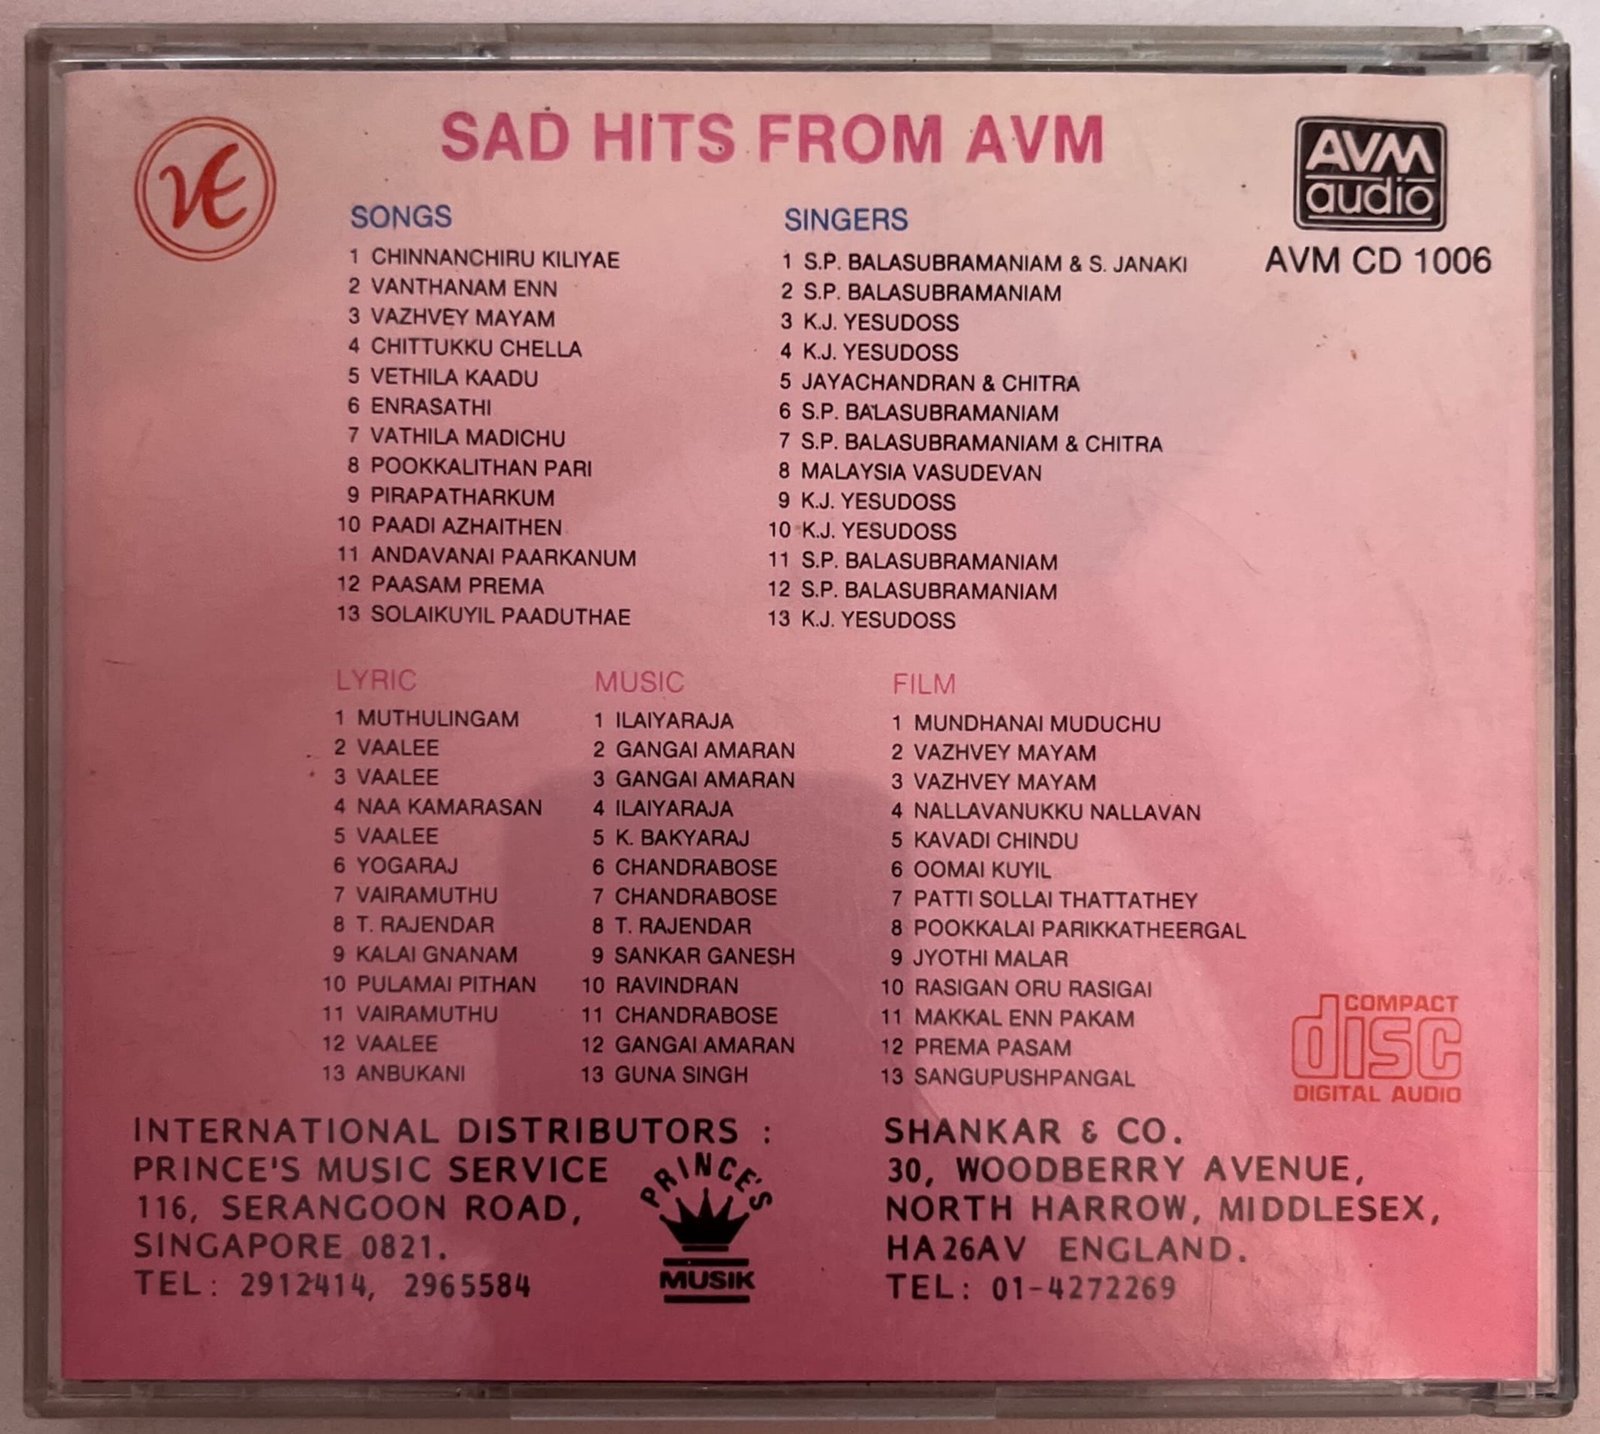 SAD HITS FROM AVM
VE
AVM
audio
AVM CD 1006
SONGS
1 CHINNANCHIRU KILIYAE
2 VANTHANAM ENN
3 VAZHVEY MAYAM
4 CHITTUKKU CHELLA
5 VETHILA KAADU
6 ENRASATHI
7 VATHILA MADICHU
8 POOKKALITHAN PARI
9 PIRAPATHARKUM
10 PAADI AZHAITHEN
11 ANDAVANAI PAARKANUM
12 PAASAM PREMA
13 SOLAIKUYIL PAADUTHAE
SINGERS
1 S.P. BALASUBRAMANIAM & S. JANAKI
2 S.P. BALASUBRAMANIAM
3 K.J. YESUDOSS
4 K.J. YESUDOSS
5 JAYACHANDRAN & CHITRA
6 S.P. BALASUBRAMANIAM
7 S.P. BALASUBRAMANIAM & CHITRA
8 MALAYSIA VASUDEVAN
9 K.J. YESUDOSS
10 K.J. YESUDOSS
11 S.P. BALASUBRAMANIAM
12 S.P. BALASUBRAMANIAM
13 K.J. YESUDOSS
LYRIC
1 MUTHULINGAM
2 VAALEE
3 VAALEE
4 NAA KAMARASAN
5 VAALEE
6 YOGARAJ
7 VAIRAMUTHU
8 T. RAJENDAR
9 KALAI GNANAM
10 PULAMAI PITHAN
11 VAIRAMUTHU
12 VAALEE
13 ANBUKANI
MUSIC
1 ILAIYARAJA
2 GANGAI AMARAN
3 GANGAI AMARAN
4 ILAIYARAJA
5 K. BAKYARAJ
6 CHANDRABOSE
7 CHANDRABOSE
8 T. RAJENDAR
9 SANKAR GANESH
10 RAVINDRAN
11 CHANDRABOSE
12 GANGAI AMARAN
13 GUNA SINGH
FILM
1 MUNDHANAI MUDUCHU
2 VAZHVEY MAYAM
3 VAZHVEY MAYAM
4 NALLAVANUKKU NALLAVAN
5 KAVADI CHINDU
6 OOMAI KUYIL
7 PATTI SOLLAI THATTATHEY
8 POOKKALAI PARIKKATHEERGAL
9 JYOTHI MALAR
10 RASIGAN ORU RASIGAI
11 MAKKAL ENN PAKAM
12 PREMA PASAM
13 SANGUPUSHPANGAL
COMPACT
disc
DIGITAL AUDIO
INTERNATIONAL DISTRIBUTORS :
PRINCE'S MUSIC SERVICE
116, SERANGOON ROAD,
SINGAPORE 0821.
TEL: 2912414, 2965584
PRINCE'S
MUSIK
SHANKAR & CO.
30, WOODBERRY AVENUE,
NORTH HARROW, MIDDLESEX,
HA26AV ENGLAND.
TEL: 01-4272269